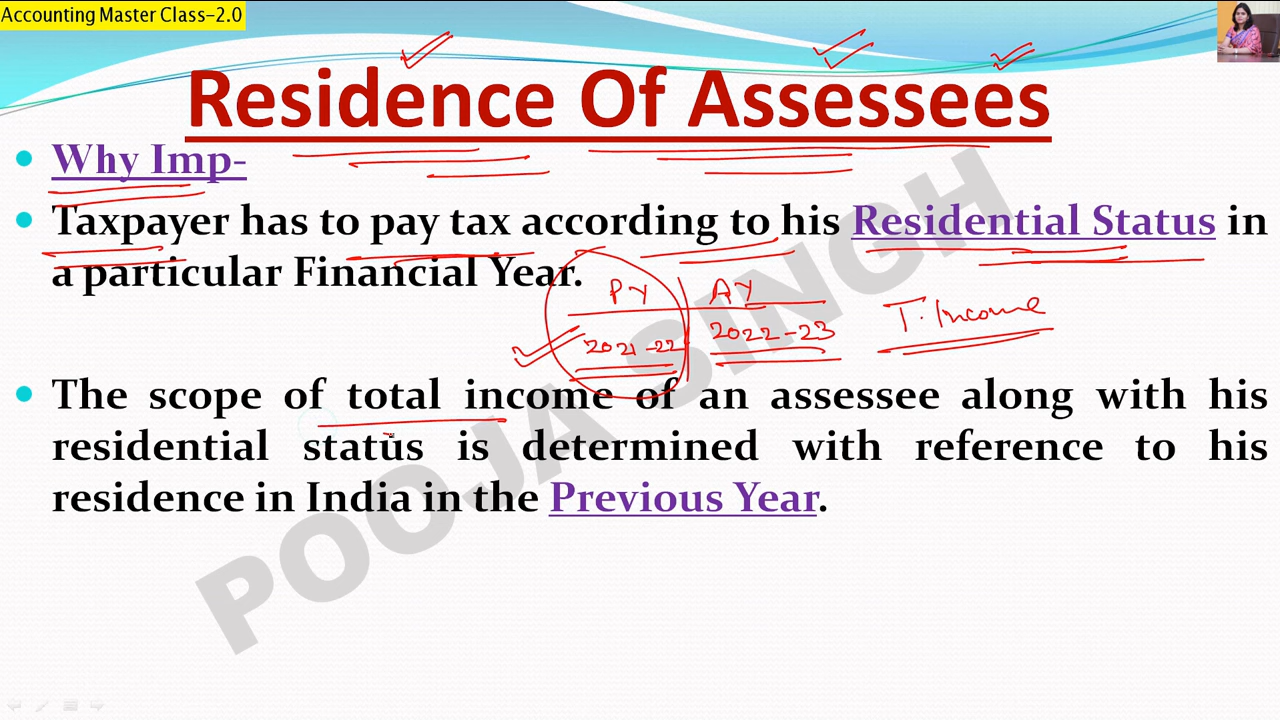 Accounting Master Class-2.0
Residence Of Assessees
Why Imp-
Taxpayer has to pay tax according to his Residential Status in
a particular Financial Year.
PY AY
2021-22 2022-23 T. Income
The scope of total income of an assessee along with his
residential status is determined with reference to his
residence in India in the Previous Year.
POOJA SINGH